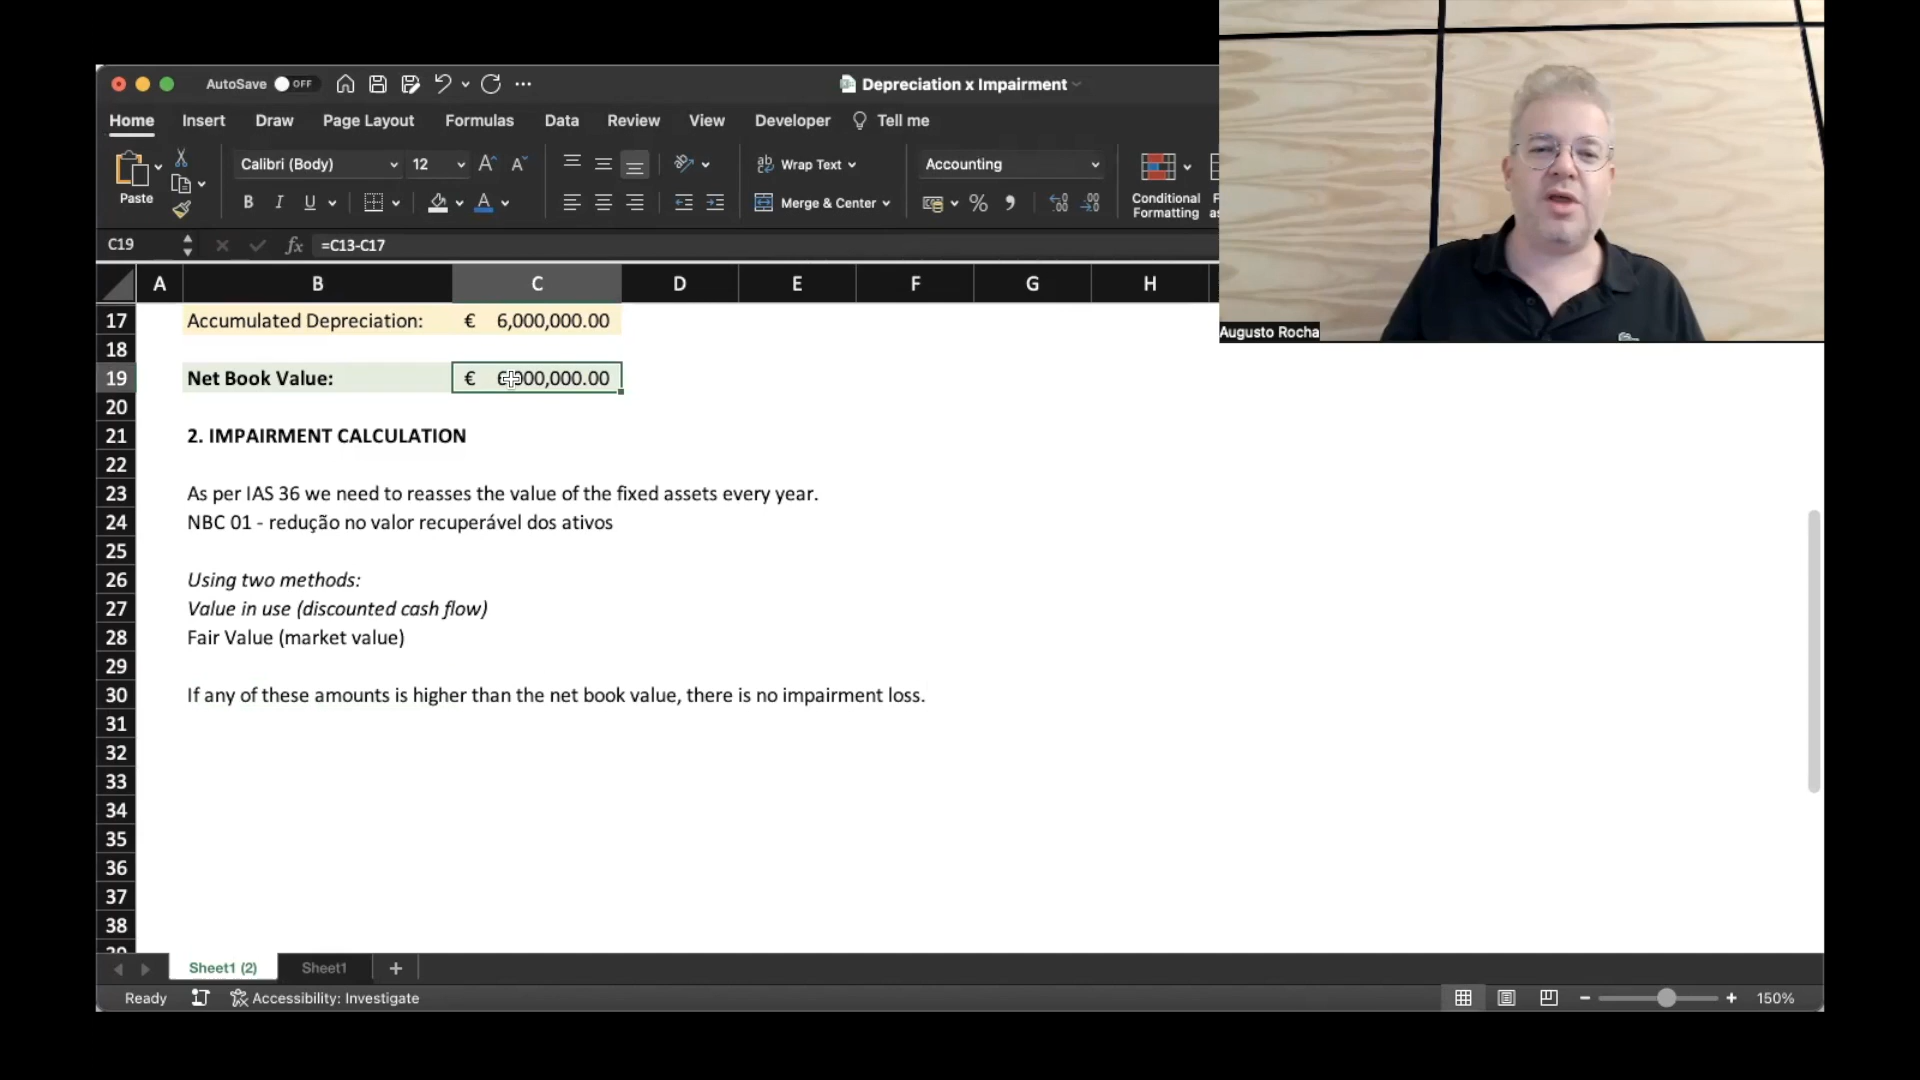 AutoSave OFF
Depreciation x Impairment
Home Insert Draw Page Layout Formulas Data Review View Developer Tell me
Paste
Calibri (Body) 12
Wrap Text
Merge & Center
Accounting
Conditional
Formatting
C19 fx =C13-C17
A B C D E F G H
17 Accumulated Depreciation: € 6,000,000.00
18
19 Net Book Value: € 6,000,000.00
20
21 2. IMPAIRMENT CALCULATION
22
23 As per IAS 36 we need to reasses the value of the fixed assets every year.
24 NBC 01 - redução no valor recuperável dos ativos
25
26 Using two methods:
27 Value in use (discounted cash flow)
28 Fair Value (market value)
29
30 If any of these amounts is higher than the net book value, there is no impairment loss.
31
32
33
34
35
36
37
38
Sheet1 (2) Sheet1
Ready Accessibility: Investigate
150%
Augusto Rocha